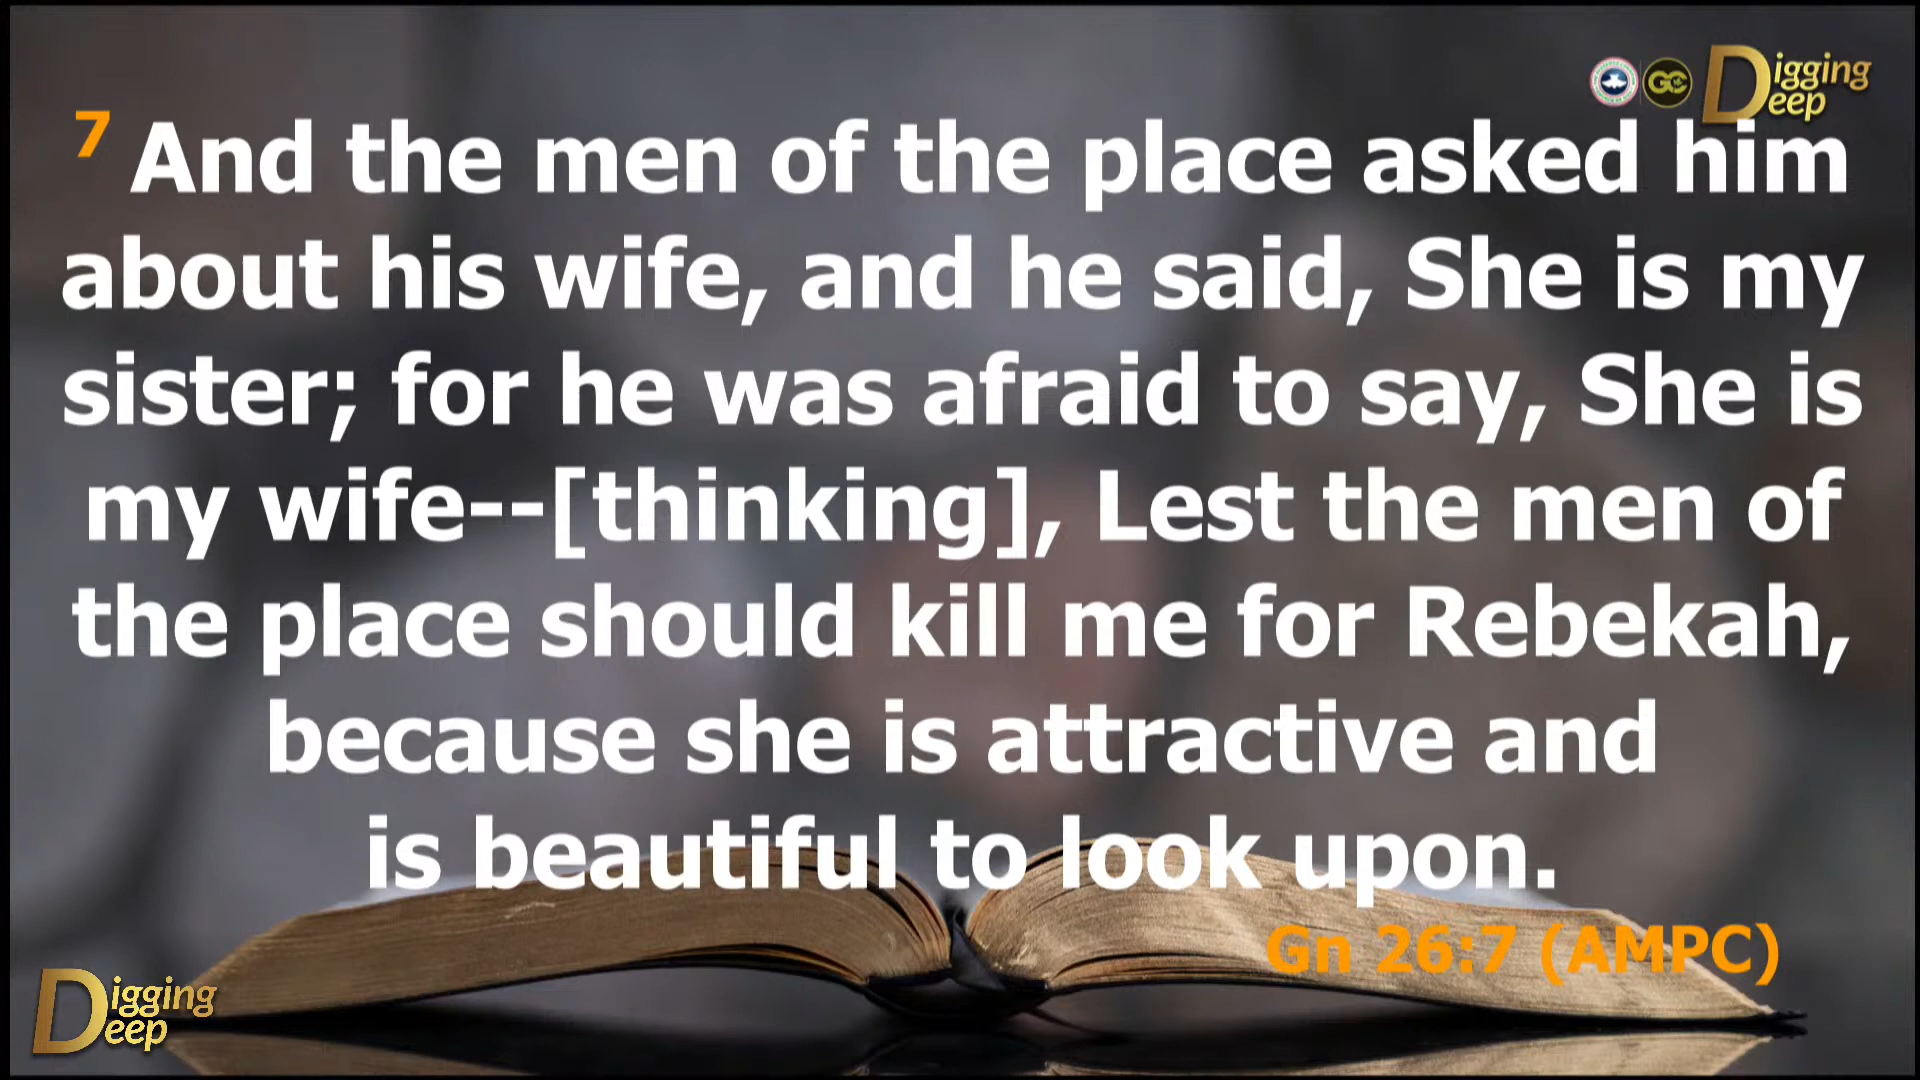 Digging
Deep
GC
7 And the men of the place asked him
about his wife, and he said, She is my
sister; for he was afraid to say, She is
my wife--[thinking], Lest the men of
the place should kill me for Rebekah,
because she is attractive and
is beautiful to look upon.
Gn 26:7 (AMPC)
Digging
Deep